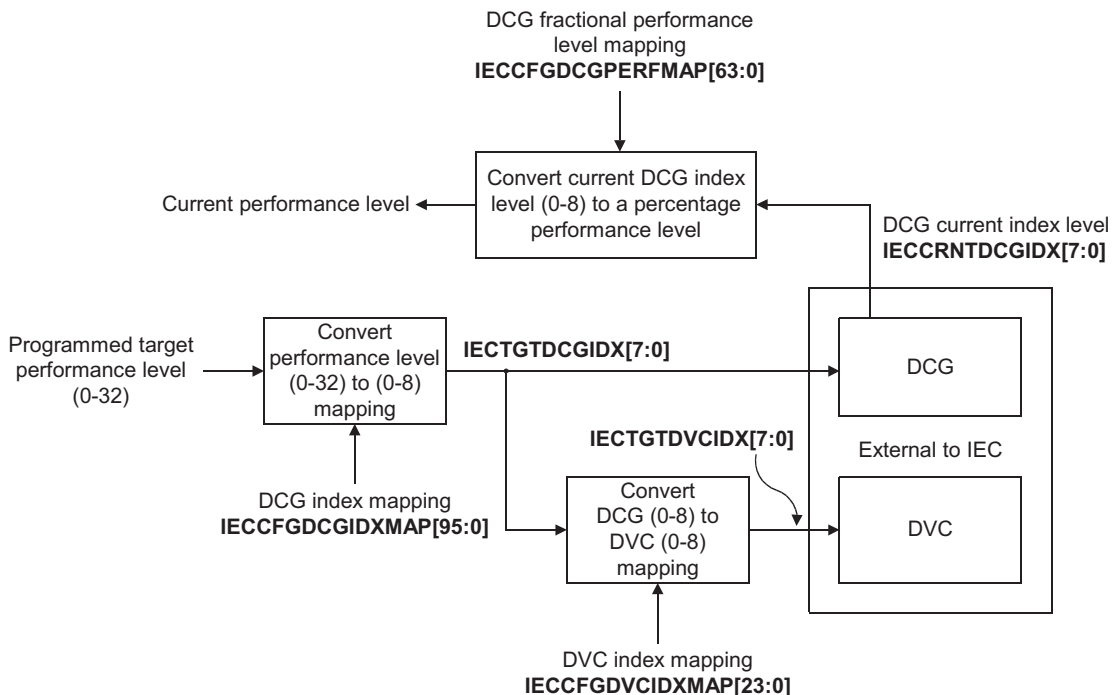 DCG fractional performance
level mapping
IECCFGDCGPERFMAP[63:0]
Convert current DCG index
level (0-8) to a percentage
performance level
Current performance level
DCG current index level
IECCRNTDCGIDX[7:0]
Programmed target
performance level
(0-32)
Convert
performance level
(0-32) to (0-8)
mapping
IECTGTDCGIDX[7:0]
DCG
IECTGTDVCIDX[7:0]
External to IEC
DCG index mapping
IECCFGDCGIDXMAP[95:0]
Convert
DCG (0-8) to
DVC (0-8)
mapping
DVC
DVC index mapping
IECCFGDVCIDXMAP[23:0]